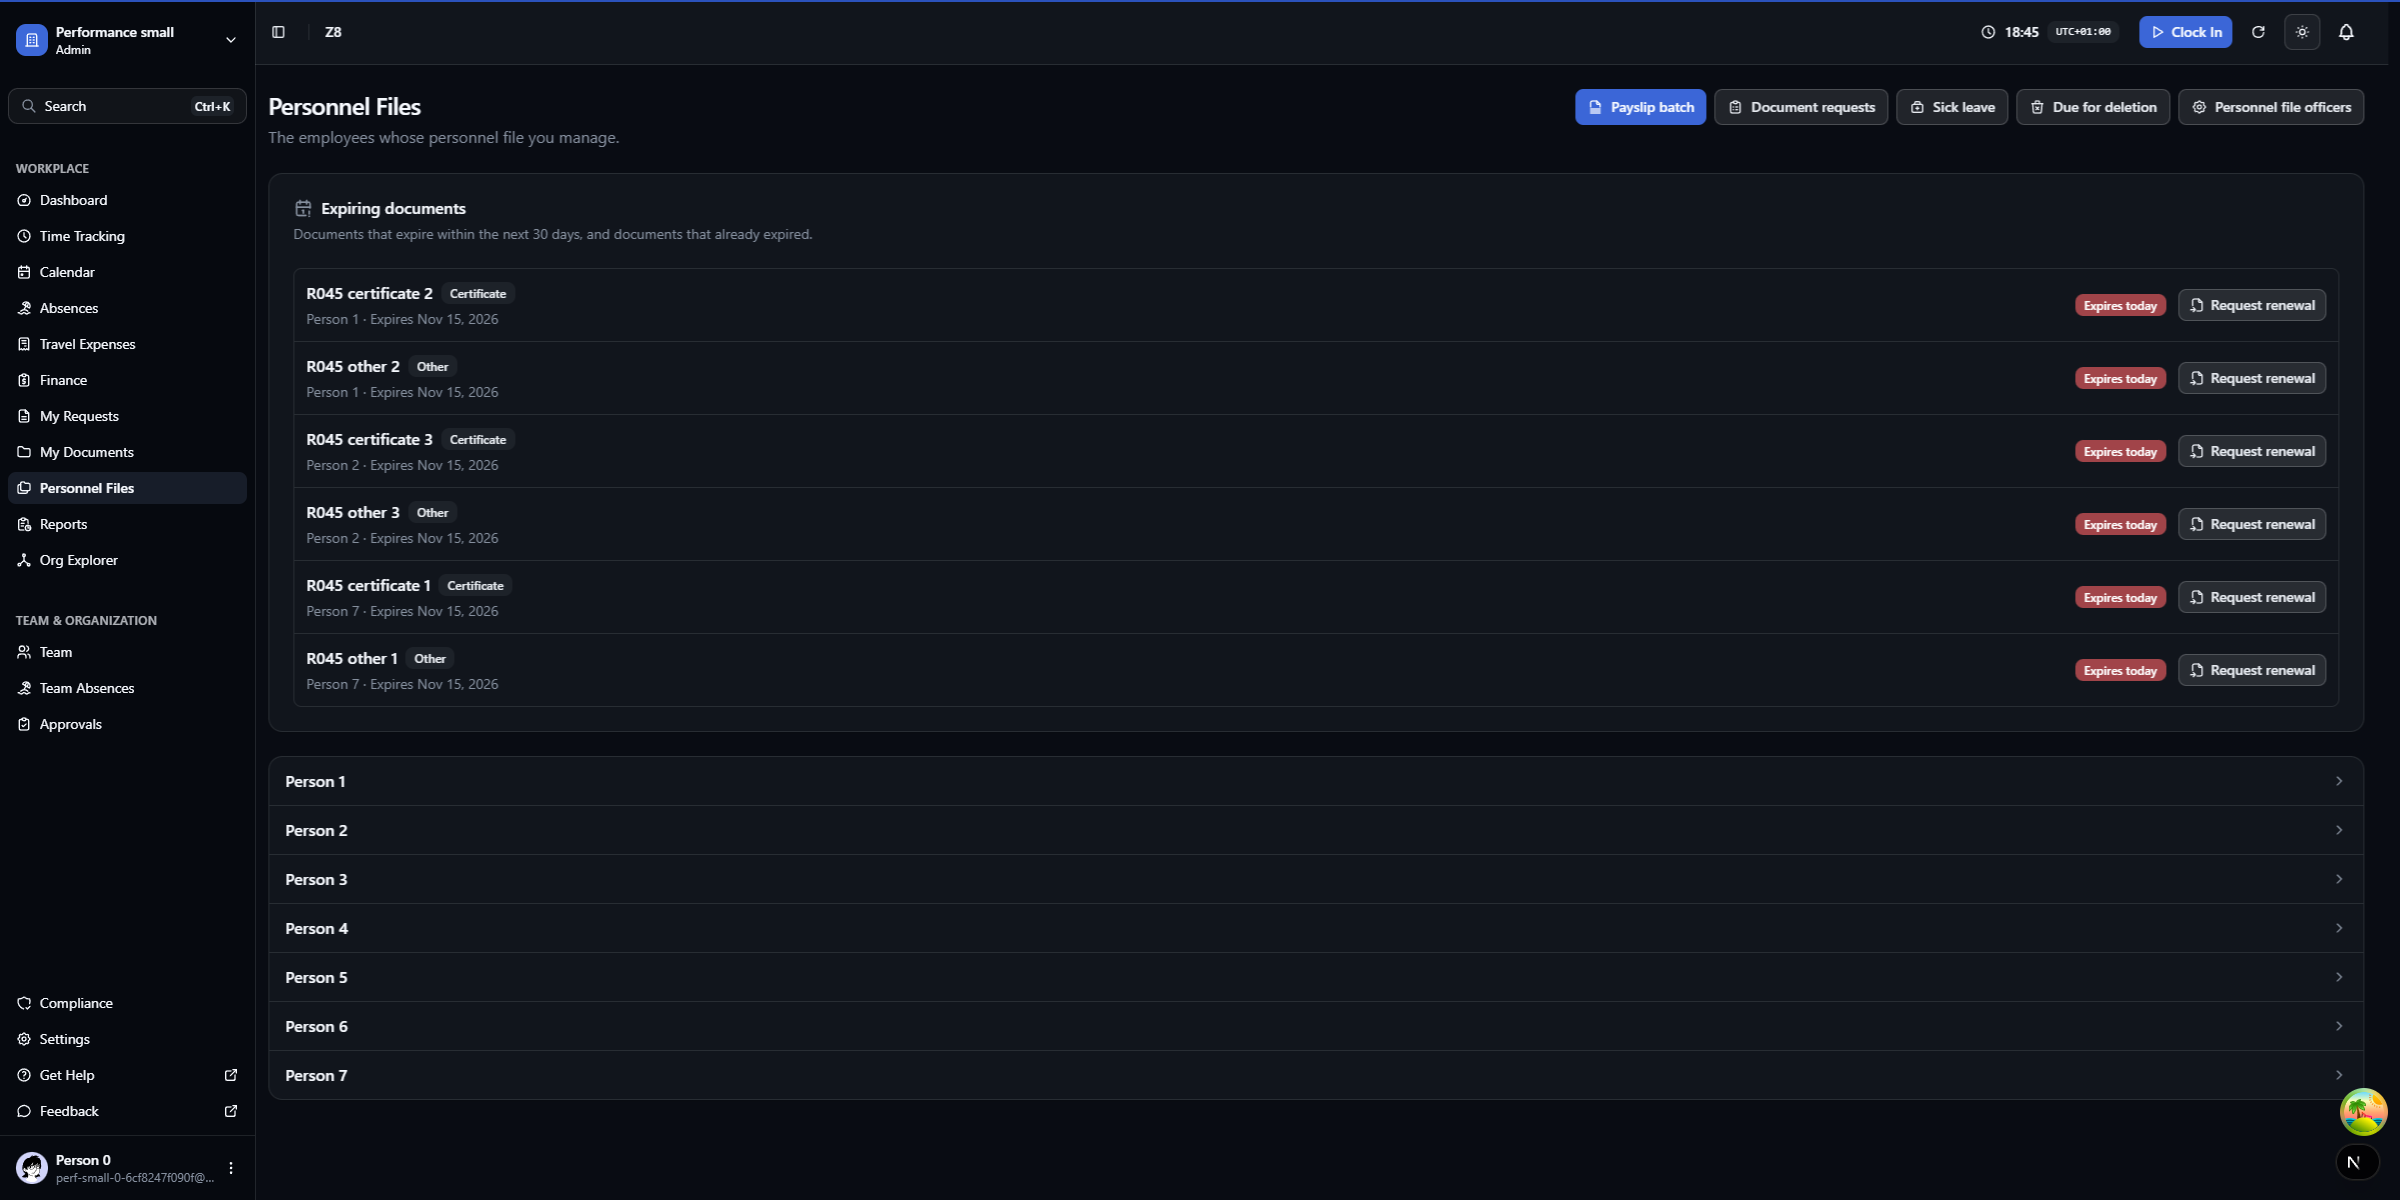 Performance small
Admin
Search Ctrl+K
WORKPLACE
Dashboard
Time Tracking
Calendar
Absences
Travel Expenses
Finance
My Requests
My Documents
Personnel Files
Reports
Org Explorer
TEAM & ORGANIZATION
Team
Team Absences
Approvals
Compliance
Settings
Get Help
Feedback
Person 0
perf-small-0-6cf8247f090f@...
Z8
18:45 UTC+01:00 Clock In
Personnel Files
The employees whose personnel file you manage.
Payslip batch Document requests Sick leave Due for deletion Personnel file officers
Expiring documents
Documents that expire within the next 30 days, and documents that already expired.
R045 certificate 2 Certificate
Person 1 · Expires Nov 15, 2026
Expires today Request renewal
R045 other 2 Other
Person 1 · Expires Nov 15, 2026
Expires today Request renewal
R045 certificate 3 Certificate
Person 2 · Expires Nov 15, 2026
Expires today Request renewal
R045 other 3 Other
Person 2 · Expires Nov 15, 2026
Expires today Request renewal
R045 certificate 1 Certificate
Person 7 · Expires Nov 15, 2026
Expires today Request renewal
R045 other 1 Other
Person 7 · Expires Nov 15, 2026
Expires today Request renewal
Person 1
Person 2
Person 3
Person 4
Person 5
Person 6
Person 7
N